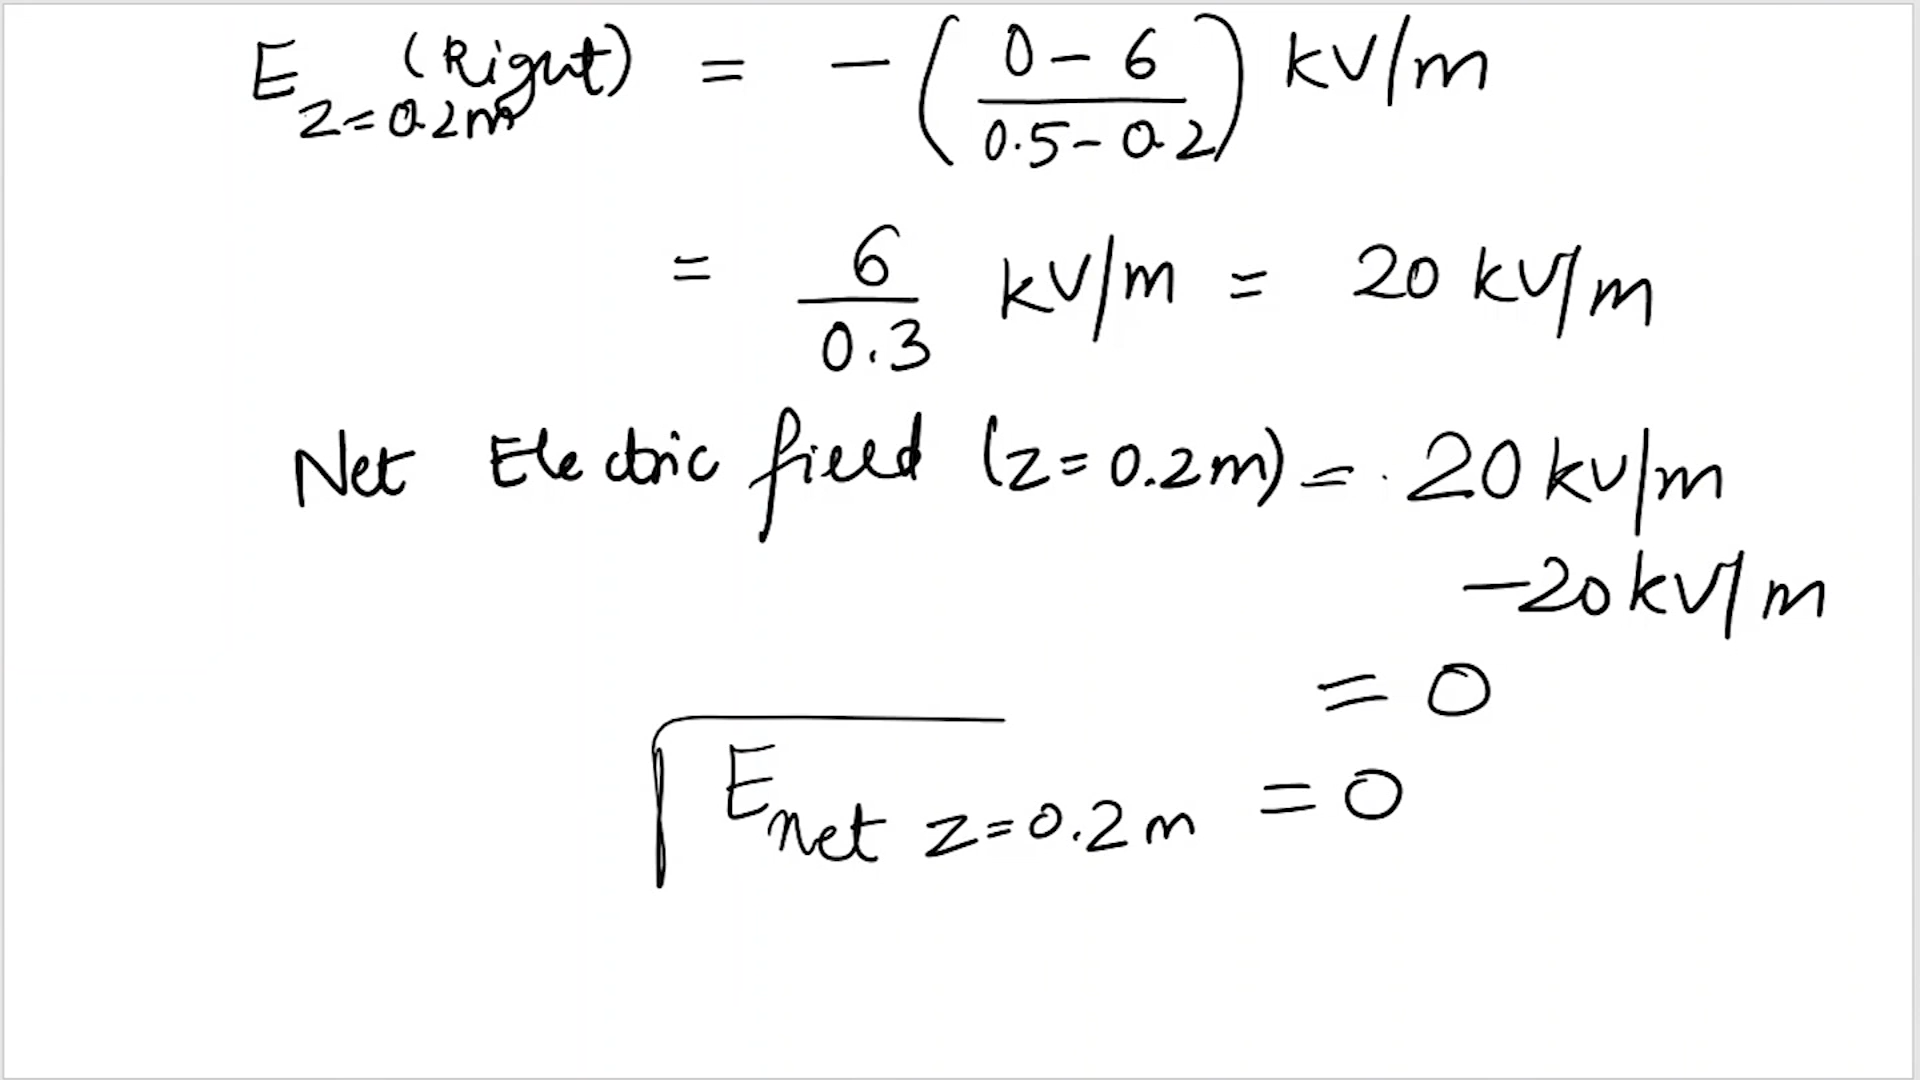 E z=0.2m (Right) = - ( 0 - 6 / 0.5 - 0.2 ) kV/m
= 6 / 0.3 kV/m = 20 kV/m
Net Electric field (z=0.2m) = 20 kV/m
-20 kV/m
= 0
E net z=0.2m = 0